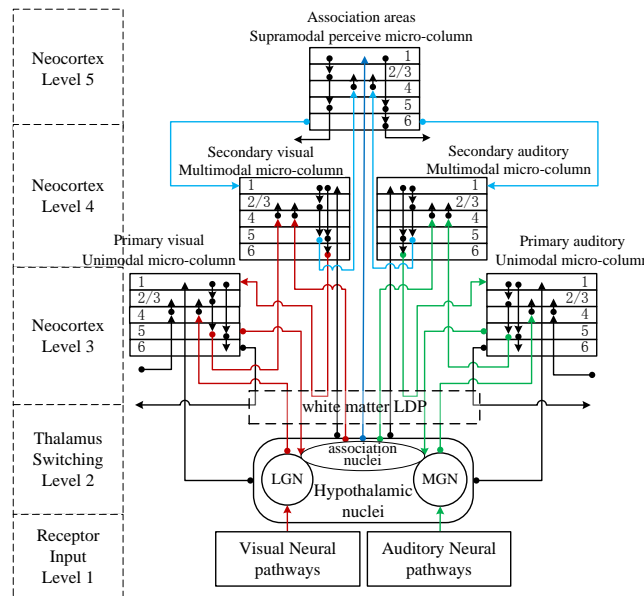 Association areas
Supramodal perceive micro-column
Neocortex
Level 5
1
2/3
4
5
6
Secondary visual
Multimodal micro-column
Secondary auditory
Multimodal micro-column
Neocortex
Level 4
1
2/3
4
5
6
1
2/3
4
5
6
Primary visual
Unimodal micro-column
Primary auditory
Unimodal micro-column
Neocortex
Level 3
1
2/3
4
5
6
1
2/3
4
5
6
white matter LDP
Thalamus
Switching
Level 2
association
nuclei
LGN
MGN
Hypothalamic
nuclei
Receptor
Input
Level 1
Visual Neural
pathways
Auditory Neural
pathways